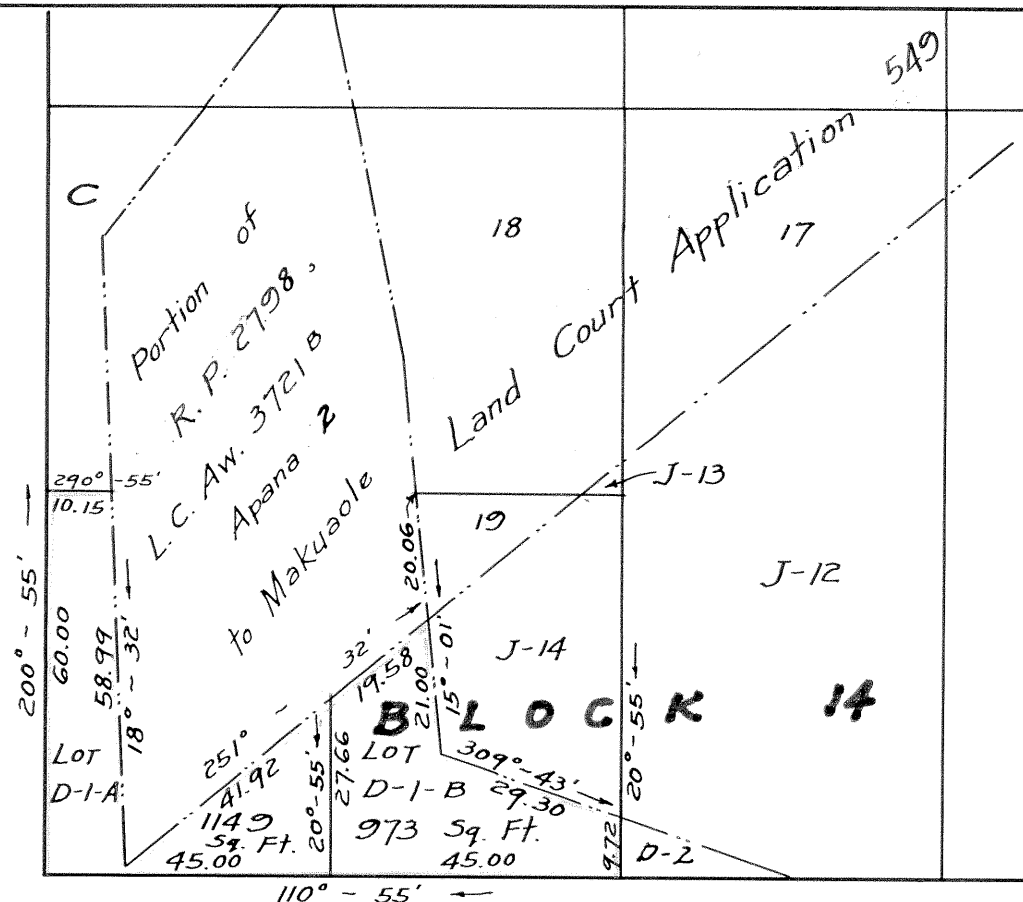 549
C
18
17
Land Court Application
Portion of
R. P. 2798,
L. C. Aw. 3721 B
Apana 2
to Makuaole
290° -55'
10.15
J-13
19
20.06
J-12
200° - 55'
60.00
58.99
18° - 32'
251° - 32'
41.92
19.58
21.00
15° - 01'
J-14
BLOCK 14
20° - 55'
LOT
D-1-A
1149
Sq. Ft.
45.00
20° - 55'
27.66
LOT
D-1-B
973 Sq. Ft.
45.00
309° - 43'
29.30
9.72
D-2
110° - 55'